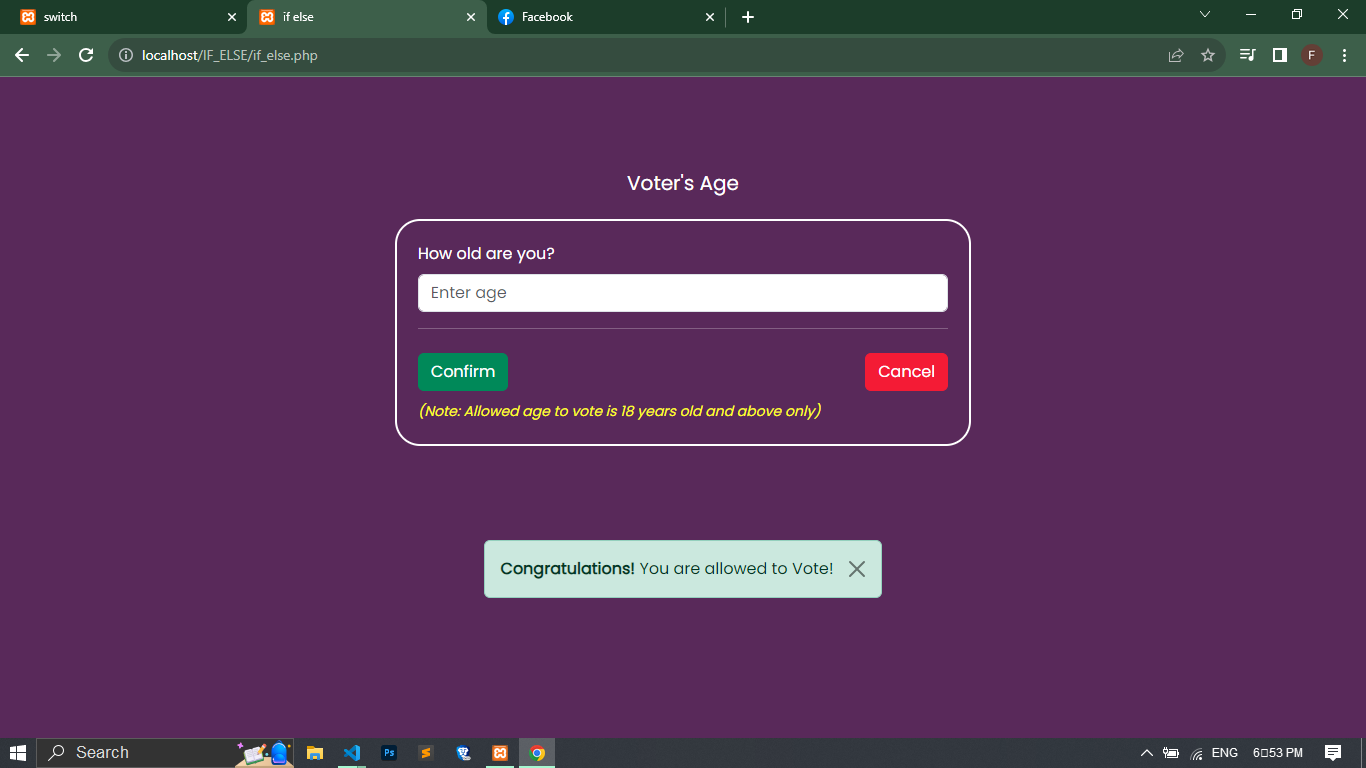 switch
if else
Facebook
localhost/IF_ELSE/if_else.php
F
Voter's Age
How old are you?
Enter age
Confirm
Cancel
(Note: Allowed age to vote is 18 years old and above only)
Congratulations! You are allowed to Vote!
Search
Ps
ENG
6▯53 PM